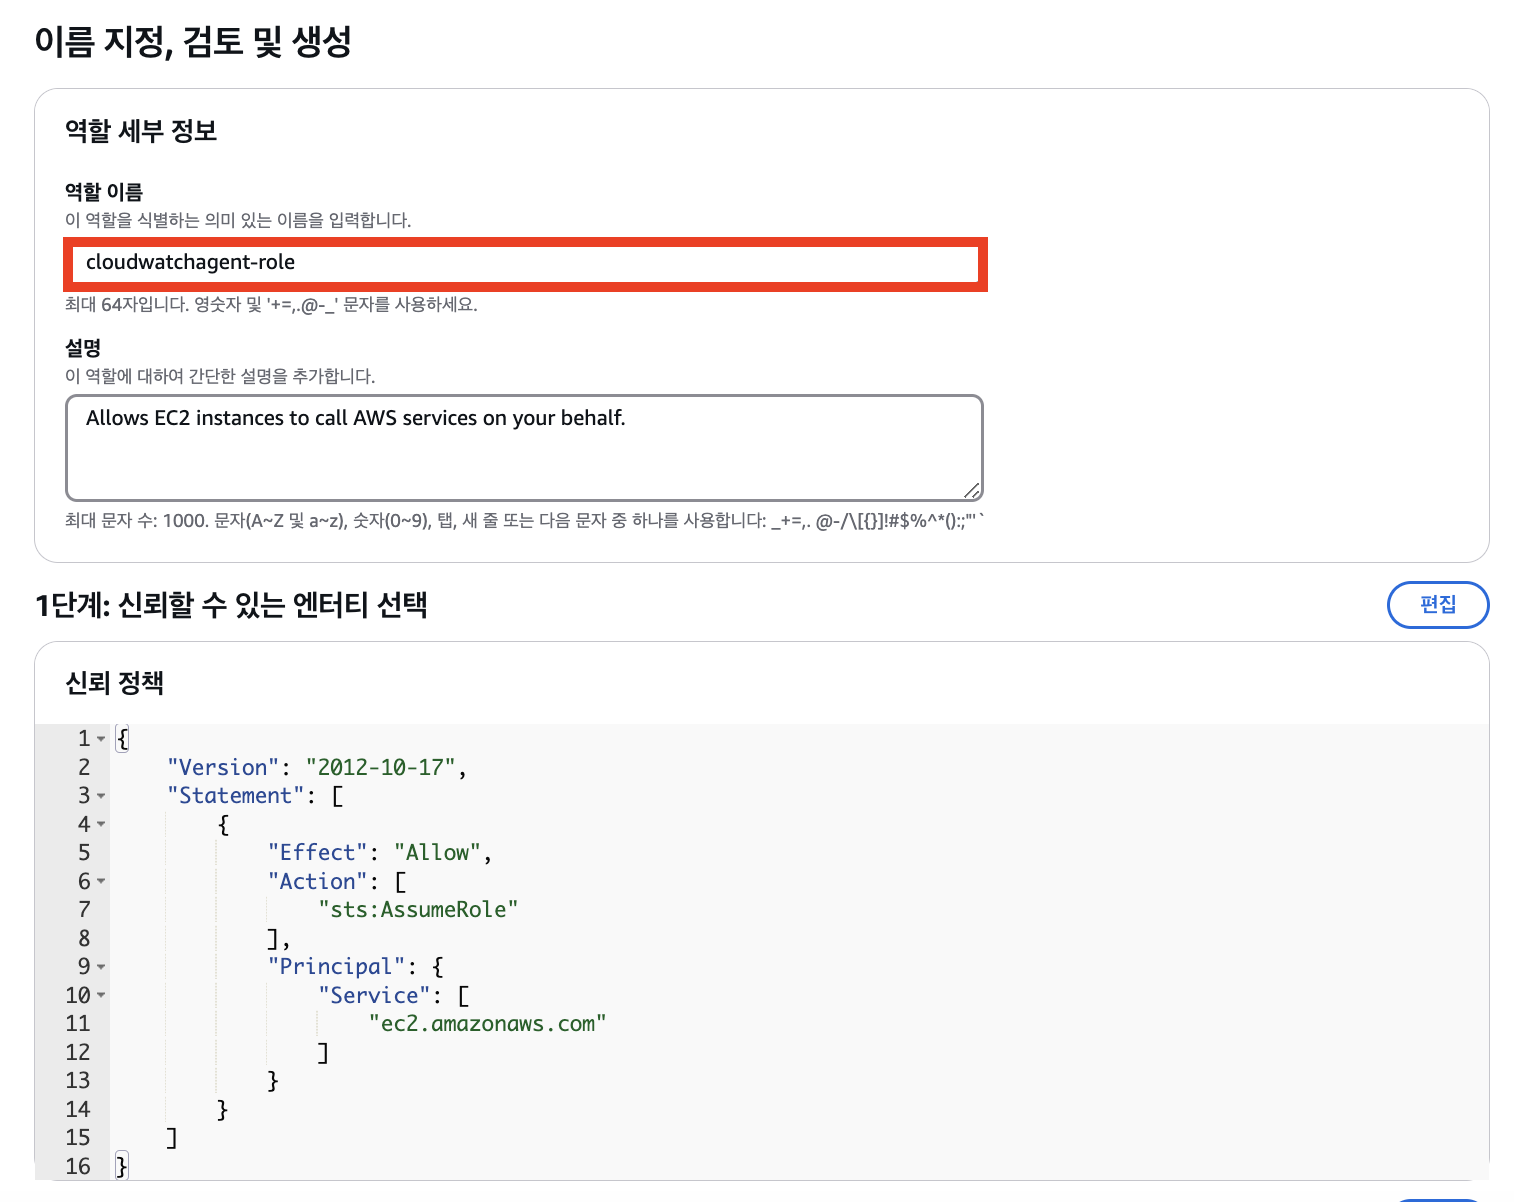 이름 지정, 검토 및 생성
역할 세부 정보
역할 이름
이 역할을 식별하는 의미 있는 이름을 입력합니다.
cloudwatchagent-role
최대 64자입니다. 영숫자 및 '+=,.@-_' 문자를 사용하세요.
설명
이 역할에 대하여 간단한 설명을 추가합니다.
Allows EC2 instances to call AWS services on your behalf.
최대 문자 수: 1000. 문자(A~Z 및 a~z), 숫자(0~9), 탭, 새 줄 또는 다음 문자 중 하나를 사용합니다: _+=,. @-/\[{}]!#$%^*();:"'`
1단계: 신뢰할 수 있는 엔터티 선택
편집
신뢰 정책
1 {
2 "Version": "2012-10-17",
3 "Statement": [
4 {
5 "Effect": "Allow",
6 "Action": [
7 "sts:AssumeRole"
8 ],
9 "Principal": {
10 "Service": [
11 "ec2.amazonaws.com"
12 ]
13 }
14 }
15 ]
16 }